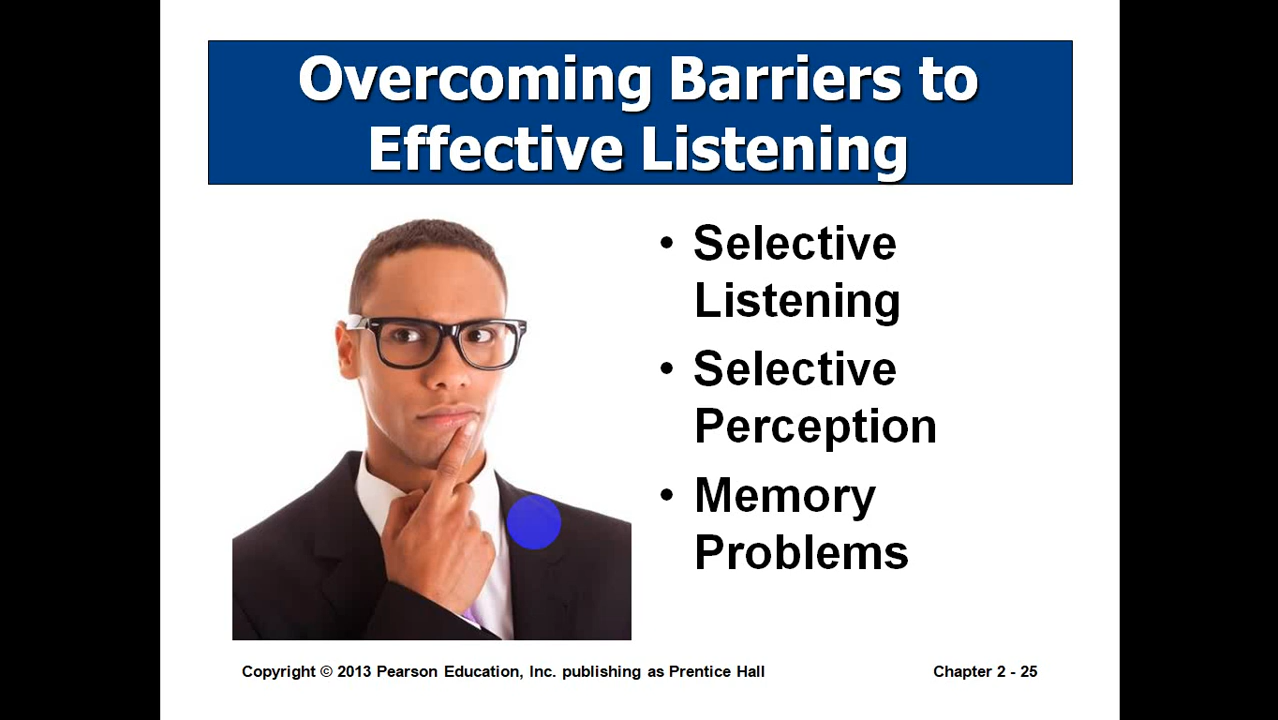 Overcoming Barriers to
Effective Listening
• Selective
Listening
• Selective
Perception
• Memory
Problems
Copyright © 2013 Pearson Education, Inc. publishing as Prentice Hall
Chapter 2 - 25